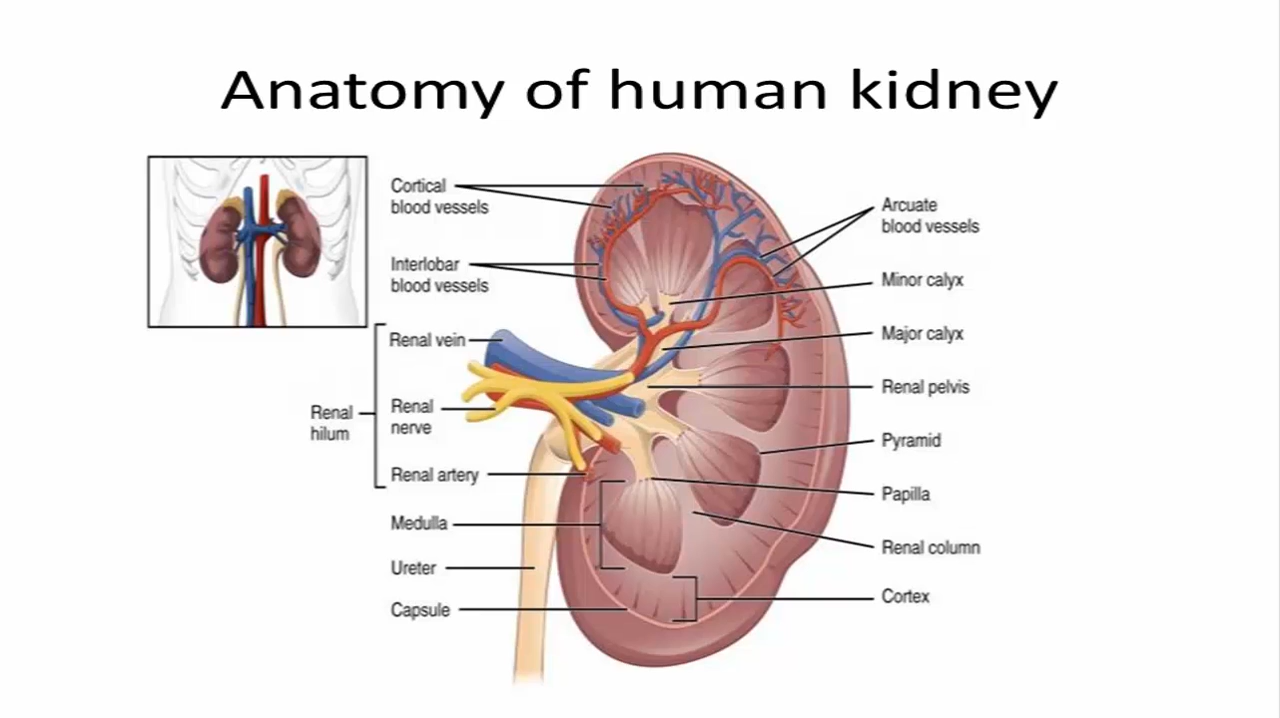 Anatomy of human kidney
Cortical
blood vessels
Interlobar
blood vessels
Renal vein
Renal
hilum
Renal
nerve
Renal artery
Medulla
Ureter
Capsule
Arcuate
blood vessels
Minor calyx
Major calyx
Renal pelvis
Pyramid
Papilla
Renal column
Cortex